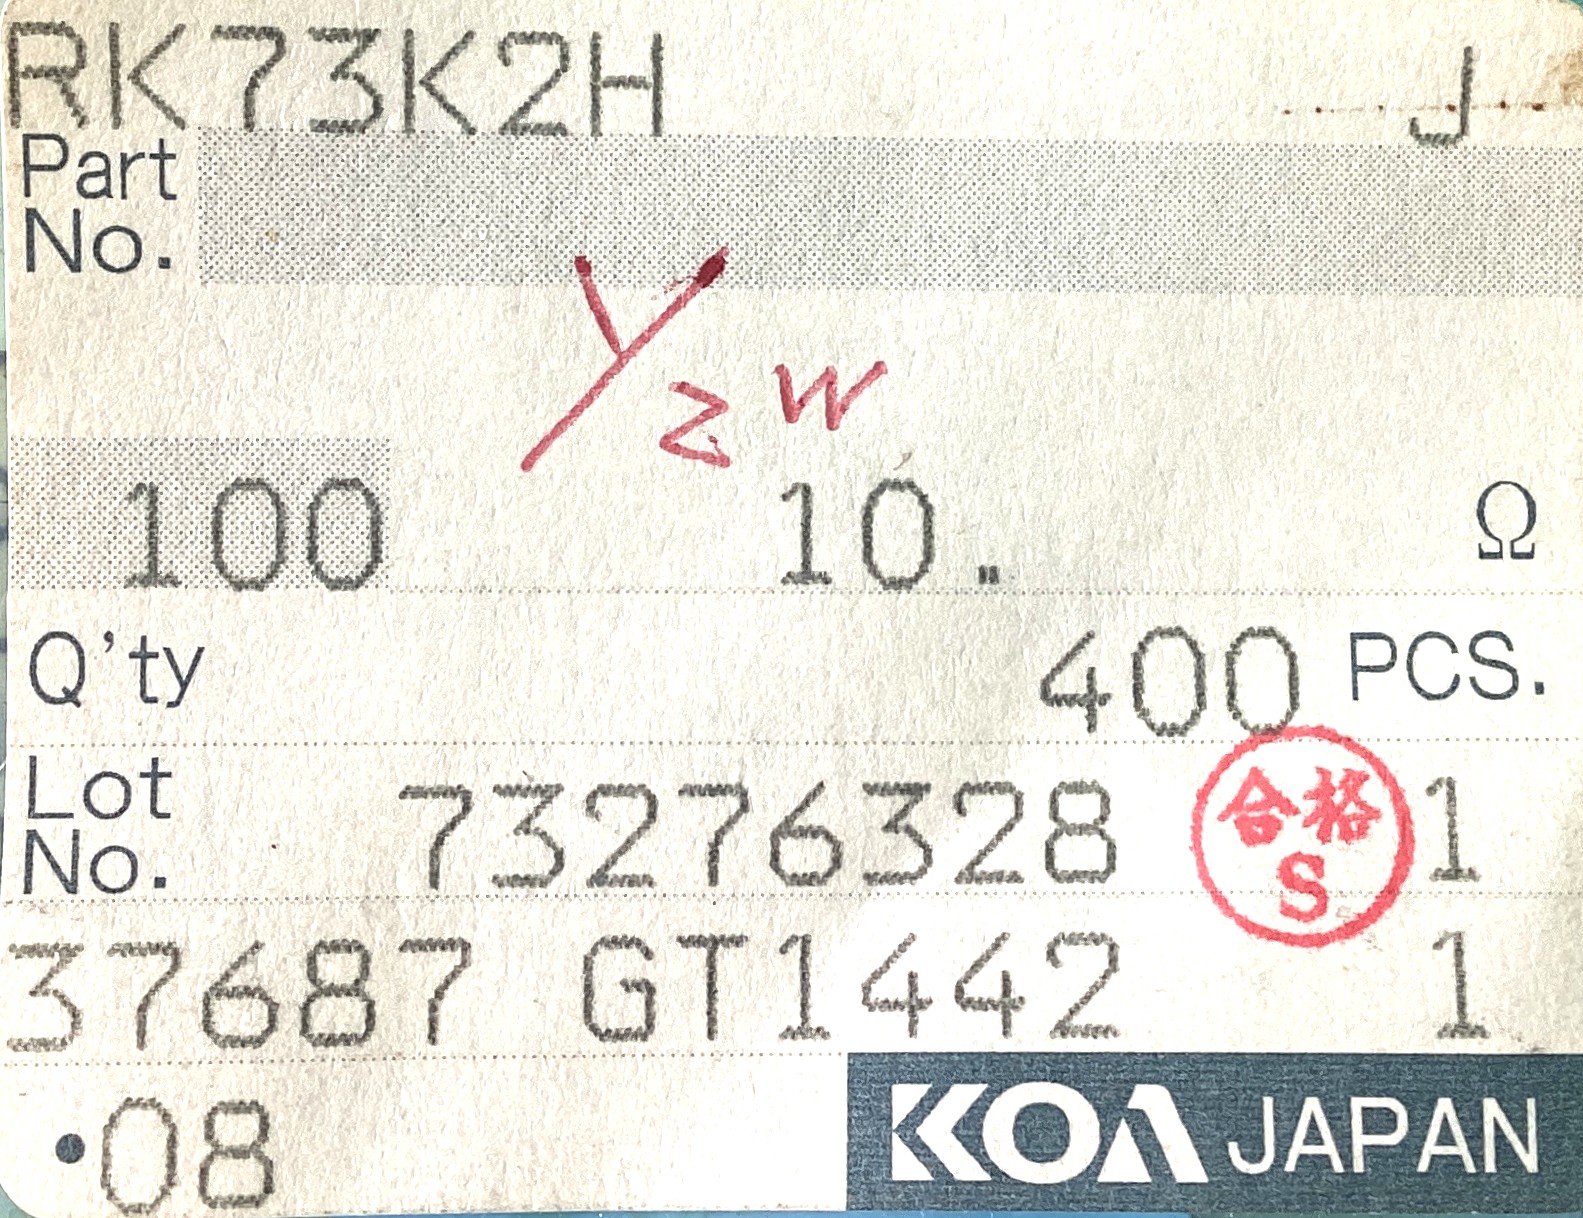 RK73K2H J
Part
No.
1/2 W
100 10. Ω
Q'ty 400 PCS.
Lot
No. 73276328 1
合格
S
37687 GT1442 1
•08
KOA JAPAN